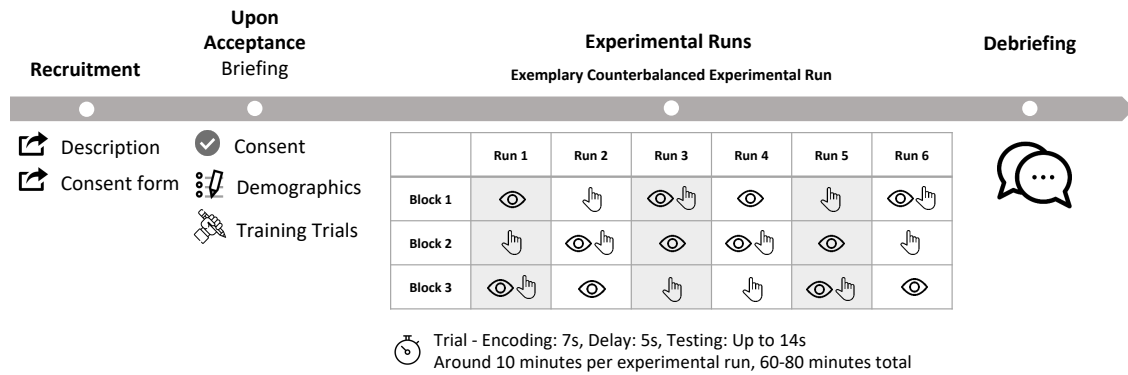 Recruitment
Upon
Acceptance
Briefing
Experimental Runs
Exemplary Counterbalanced Experimental Run
Debriefing
Description
Consent form
Consent
Demographics
Training Trials
Run 1 Run 2 Run 3 Run 4 Run 5 Run 6
Block 1
Block 2
Block 3
Trial - Encoding: 7s, Delay: 5s, Testing: Up to 14s
Around 10 minutes per experimental run, 60-80 minutes total